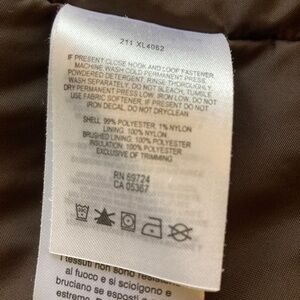 211 XL4062
IF PRESENT CLOSE HOOK AND LOOP FASTENER.
MACHINE WASH COLD PERMANENT PRESS,
POWDERED DETERGENT, RINSE THOROUGHLY.
WASH SEPARATELY, DO NOT BLEACH, TUMBLE
DRY PERMANENT PRESS LOW, IRON LOW, DO NOT
USE FABRIC SOFTENER, IF PRESENT, DO NOT
IRON DECAL, DO NOT DRYCLEAN
SHELL: 99% POLYESTER, 1% NYLON
LINING: 100% NYLON
BRUSHED LINING: 100% POLYESTER
INSULATION: 100% POLYESTER
EXCLUSIVE OF TRIMMING
RN 69724
CA 05367
I tessuti non sono
al fuoco e si sciolgono e
bruciano se esposti